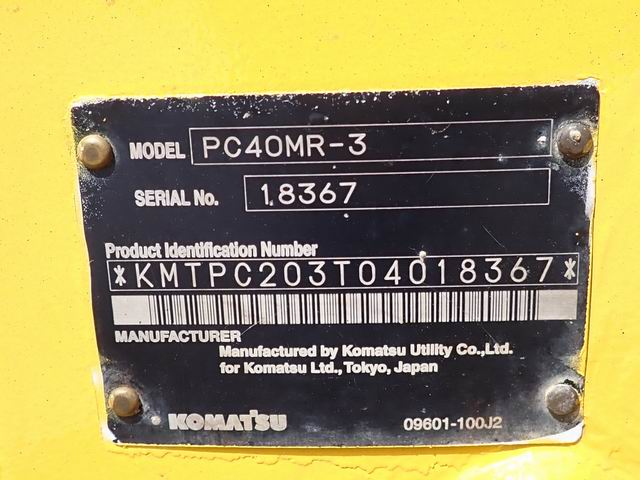 MODEL PC40MR-3
SERIAL No. 18367
Product Identification Number
*KMTPC203T04018367*
MANUFACTURER
Manufactured by Komatsu Utility Co.,Ltd.
for Komatsu Ltd.,Tokyo, Japan
KOMATSU 09601-100J2